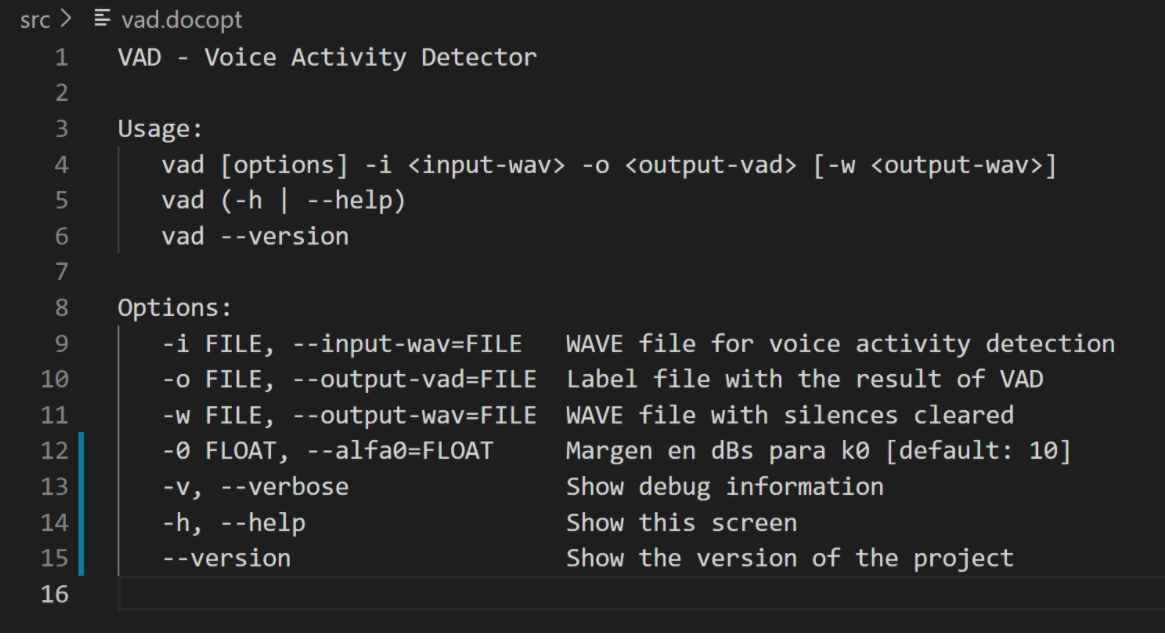 src > vad.docopt
1 VAD - Voice Activity Detector
2
3 Usage:
4 vad [options] -i <input-wav> -o <output-vad> [-w <output-wav>]
5 vad (-h | --help)
6 vad --version
7
8 Options:
9 -i FILE, --input-wav=FILE   WAVE file for voice activity detection
10 -o FILE, --output-vad=FILE  Label file with the result of VAD
11 -w FILE, --output-wav=FILE  WAVE file with silences cleared
12 -0 FLOAT, --alfa0=FLOAT     Margen en dBs para k0 [default: 10]
13 -v, --verbose               Show debug information
14 -h, --help                  Show this screen
15 --version                   Show the version of the project
16